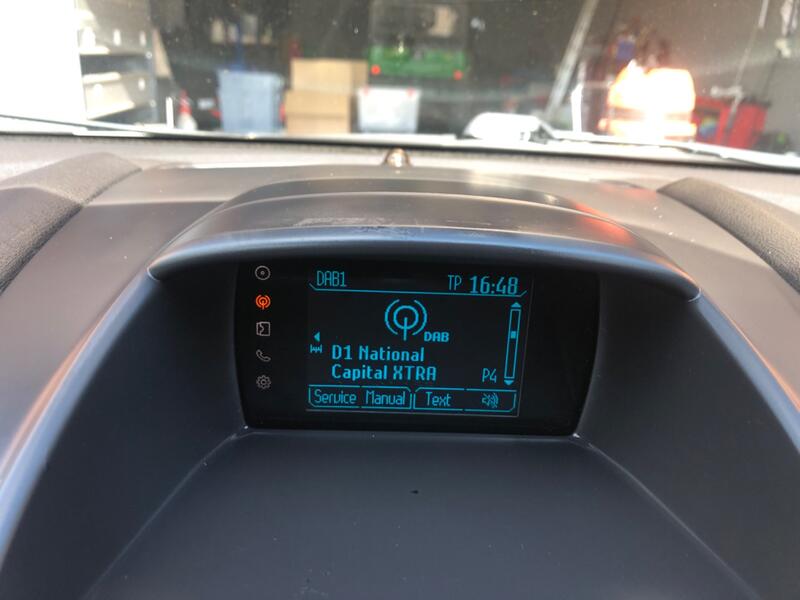 DAB1 TP 16:48
DAB
D1 National
Capital XTRA P4
Service Manual Text